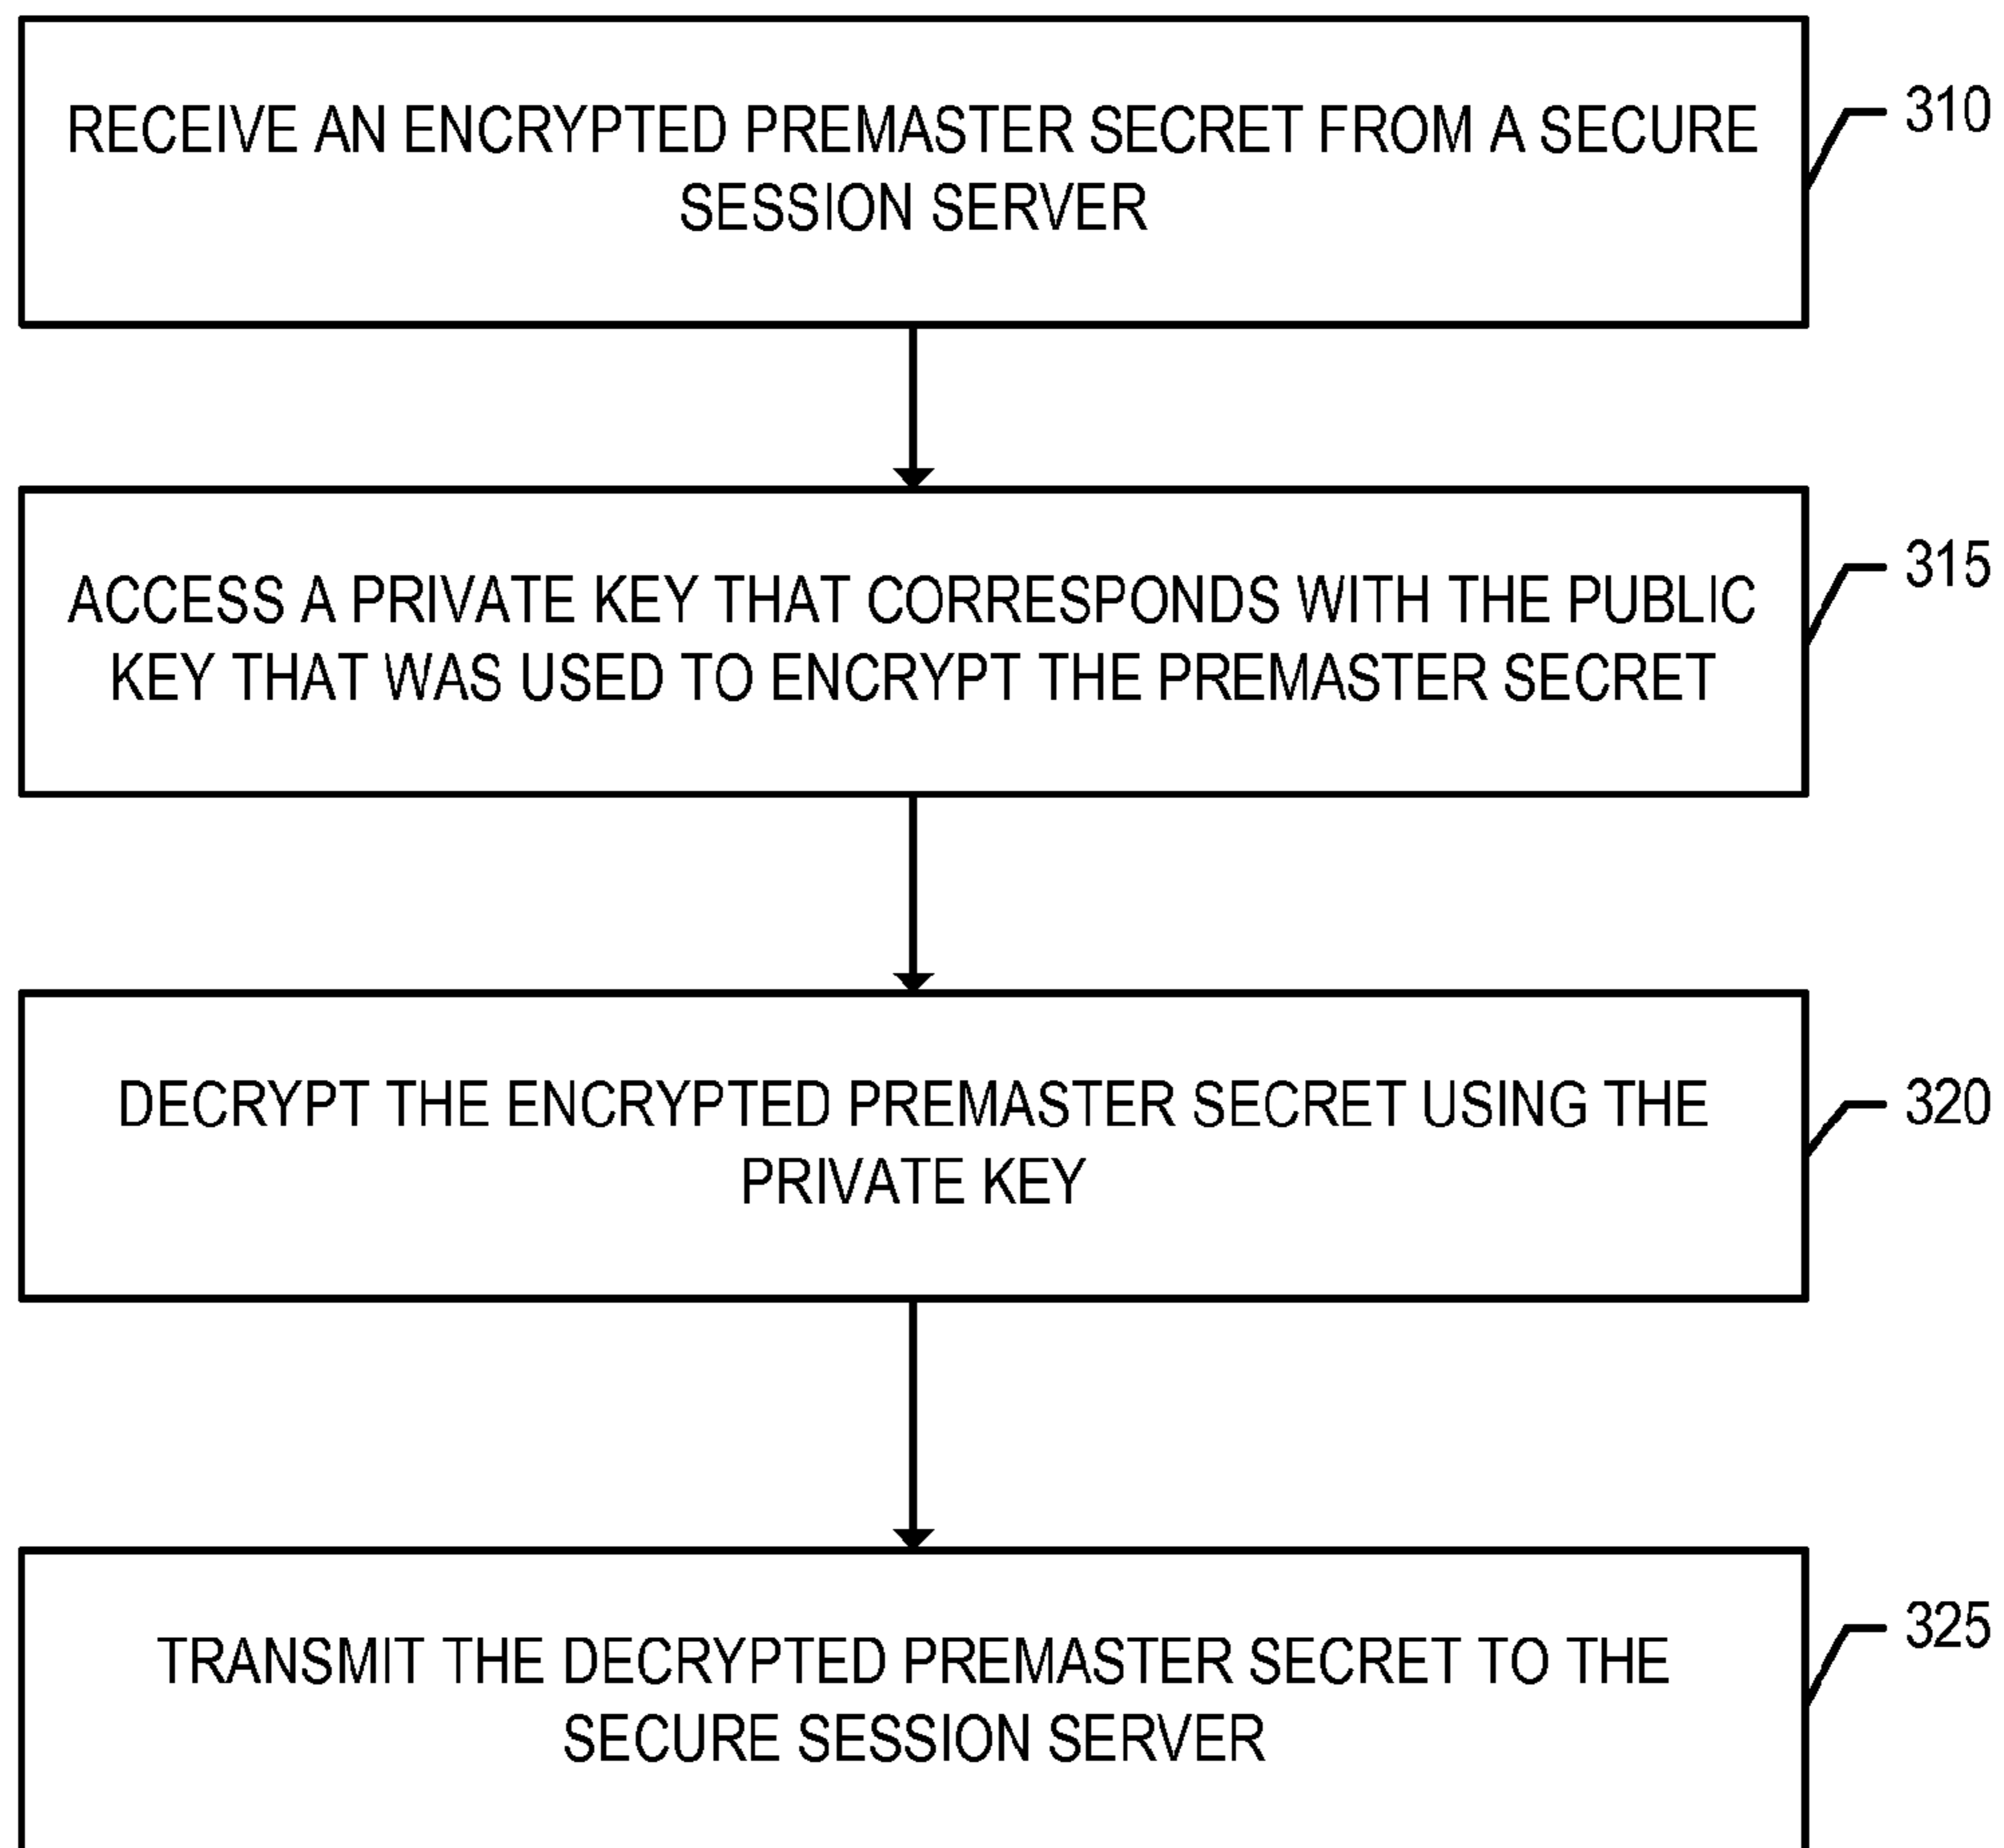 RECEIVE AN ENCRYPTED PREMASTER SECRET FROM A SECURE
SESSION SERVER
310
ACCESS A PRIVATE KEY THAT CORRESPONDS WITH THE PUBLIC
KEY THAT WAS USED TO ENCRYPT THE PREMASTER SECRET
315
DECRYPT THE ENCRYPTED PREMASTER SECRET USING THE
PRIVATE KEY
320
TRANSMIT THE DECRYPTED PREMASTER SECRET TO THE
SECURE SESSION SERVER
325